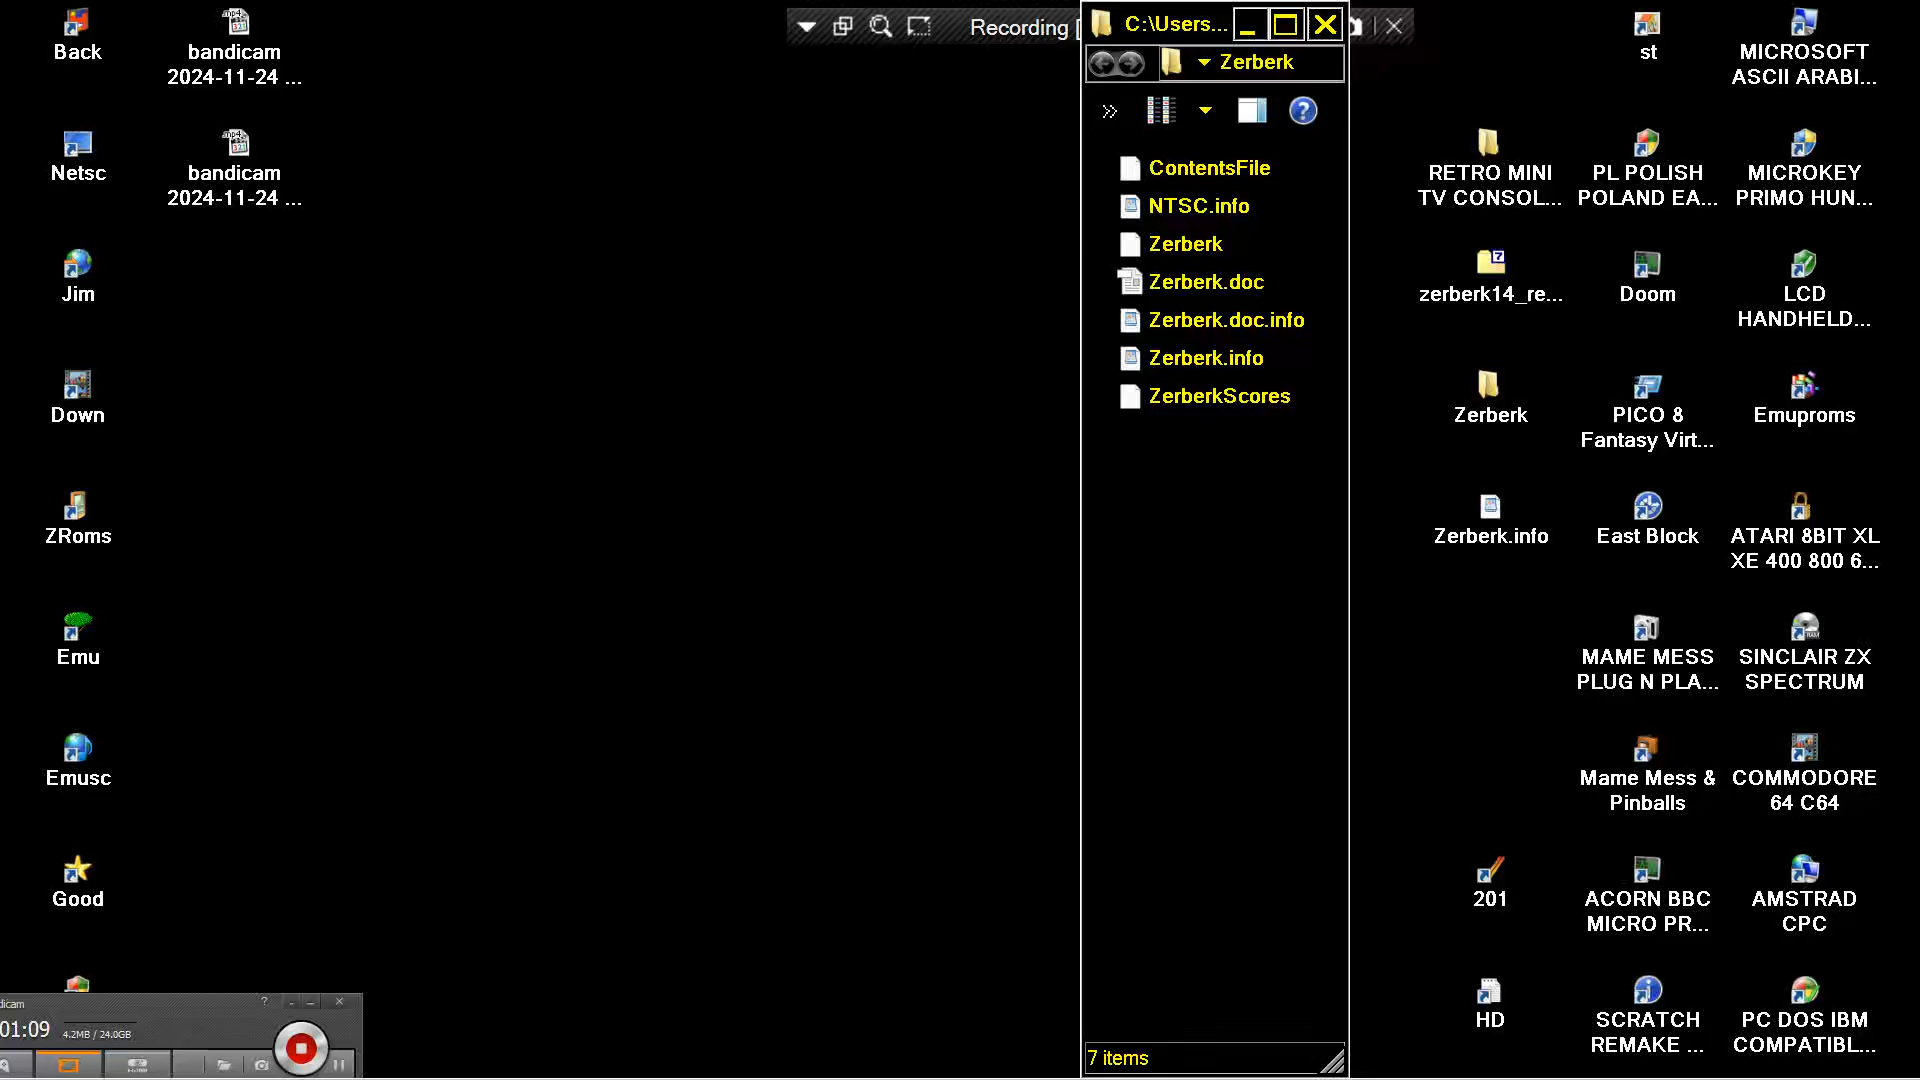 Back
bandicam
2024-11-24 ...
Netsc
bandicam
2024-11-24 ...
Jim
Down
ZRoms
Emu
Emusc
Good
dicam
?
01:09
4.2MB / 24.0GB
Recording [
C:\Users...
Zerberk
ContentsFile
NTSC.info
Zerberk
Zerberk.doc
Zerberk.doc.info
Zerberk.info
ZerberkScores
7 items
st
MICROSOFT
ASCII ARABI...
RETRO MINI
TV CONSOL...
PL POLISH
POLAND EA...
MICROKEY
PRIMO HUN...
zerberk14_re...
Doom
LCD
HANDHELD...
Zerberk
PICO 8
Fantasy Virt...
Emuproms
Zerberk.info
East Block
ATARI 8BIT XL
XE 400 800 6...
MAME MESS
PLUG N PLA...
SINCLAIR ZX
SPECTRUM
Mame Mess &
Pinballs
COMMODORE
64 C64
201
ACORN BBC
MICRO PR...
AMSTRAD
CPC
HD
SCRATCH
REMAKE ...
PC DOS IBM
COMPATIBL...